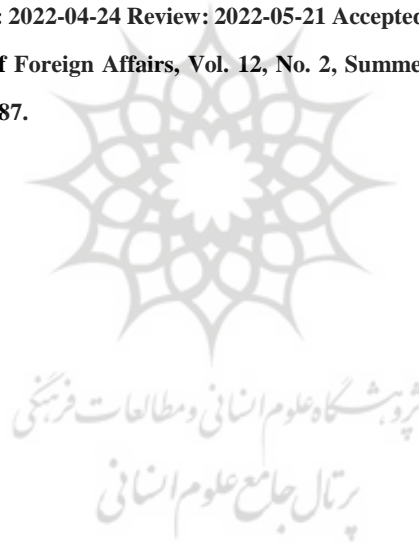 : 2022-04-24 Review: 2022-05-21 Accepted
f Foreign Affairs, Vol. 12, No. 2, Summe
87.
پژوهشگاه علوم انسانی و مطالعات فرهنگی
پرتال جامع علوم انسانی